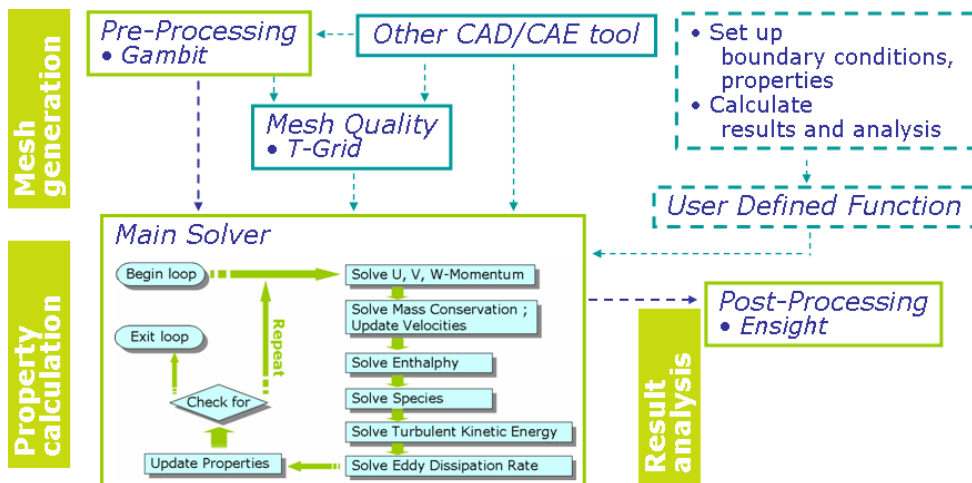 Mesh
generation
Pre-Processing
• Gambit
Other CAD/CAE tool
• Set up
boundary conditions,
properties
• Calculate
results and analysis
Mesh Quality
• T-Grid
User Defined Function
Property
calculation
Main Solver
Begin loop
Exit loop
Repeat
Check for
Update Properties
Solve U, V, W-Momentum
Solve Mass Conservation ;
Update Velocities
Solve Enthalphy
Solve Species
Solve Turbulent Kinetic Energy
Solve Eddy Dissipation Rate
Result
analysis
Post-Processing
• Ensight